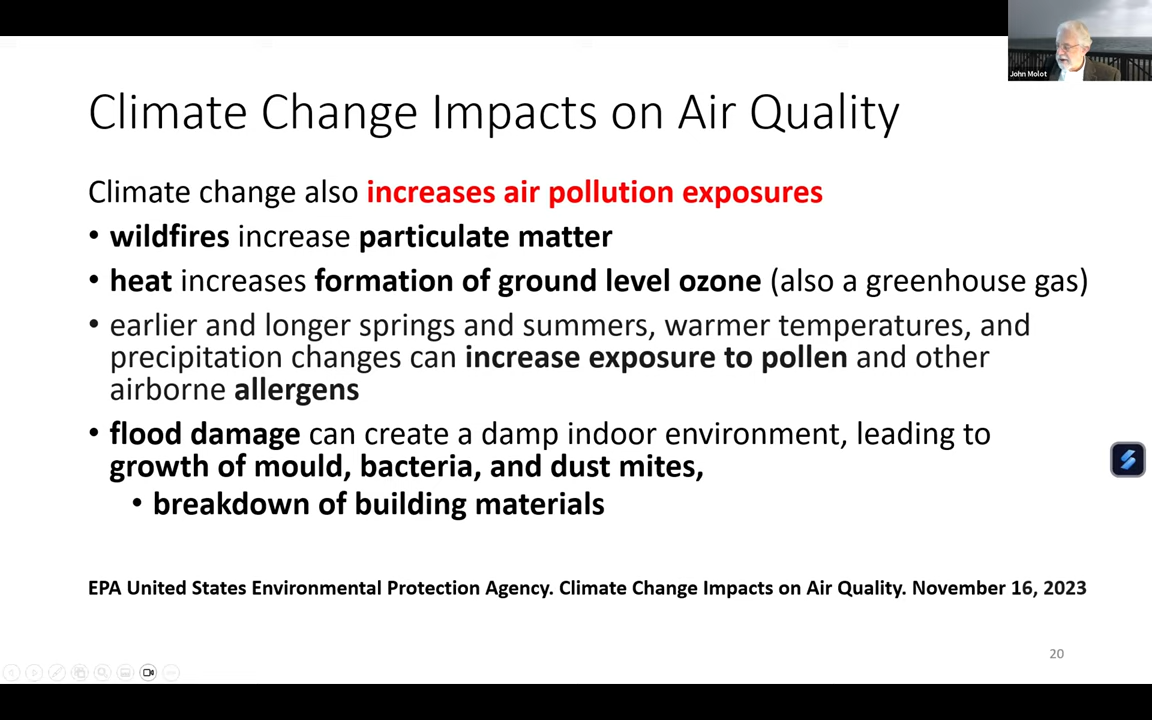 John Molot
Climate Change Impacts on Air Quality
Climate change also increases air pollution exposures
• wildfires increase particulate matter
• heat increases formation of ground level ozone (also a greenhouse gas)
• earlier and longer springs and summers, warmer temperatures, and
precipitation changes can increase exposure to pollen and other
airborne allergens
• flood damage can create a damp indoor environment, leading to
growth of mould, bacteria, and dust mites,
• breakdown of building materials
EPA United States Environmental Protection Agency. Climate Change Impacts on Air Quality. November 16, 2023
20